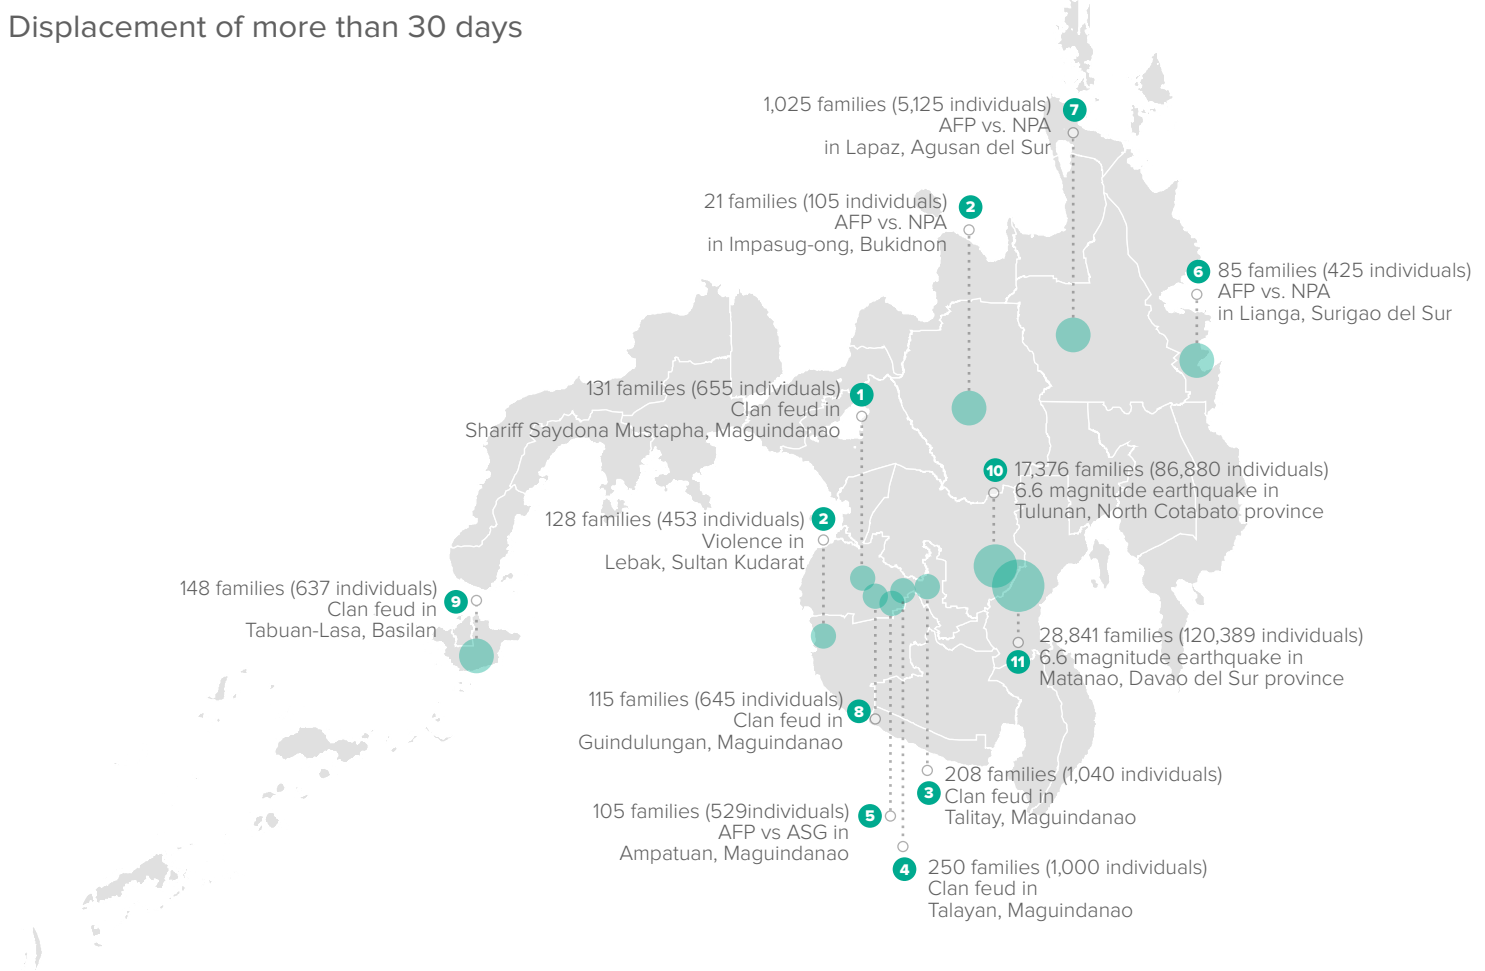 Displacement of more than 30 days
1,025 families (5,125 individuals)
7
AFP vs. NPA
in Lapaz, Agusan del Sur
21 families (105 individuals)
2
AFP vs. NPA
in Impasug-ong, Bukidnon
6
85 families (425 individuals)
AFP vs. NPA
in Lianga, Surigao del Sur
131 families (655 individuals)
1
Clan feud in
Shariff Saydona Mustapha, Maguindanao
10
17,376 families (86,880 individuals)
6.6 magnitude earthquake in
Tulunan, North Cotabato province
128 families (453 individuals)
2
Violence in
Lebak, Sultan Kudarat
148 families (637 individuals)
9
Clan feud in
Tabuan-Lasa, Basilan
28,841 families (120,389 individuals)
11
6.6 magnitude earthquake in
Matanao, Davao del Sur province
115 families (645 individuals)
8
Clan feud in
Guindulungan, Maguindanao
208 families (1,040 individuals)
3
Clan feud in
Talitay, Maguindanao
105 families (529individuals)
5
AFP vs ASG in
Ampatuan, Maguindanao
4
250 families (1,000 individuals)
Clan feud in
Talayan, Maguindanao